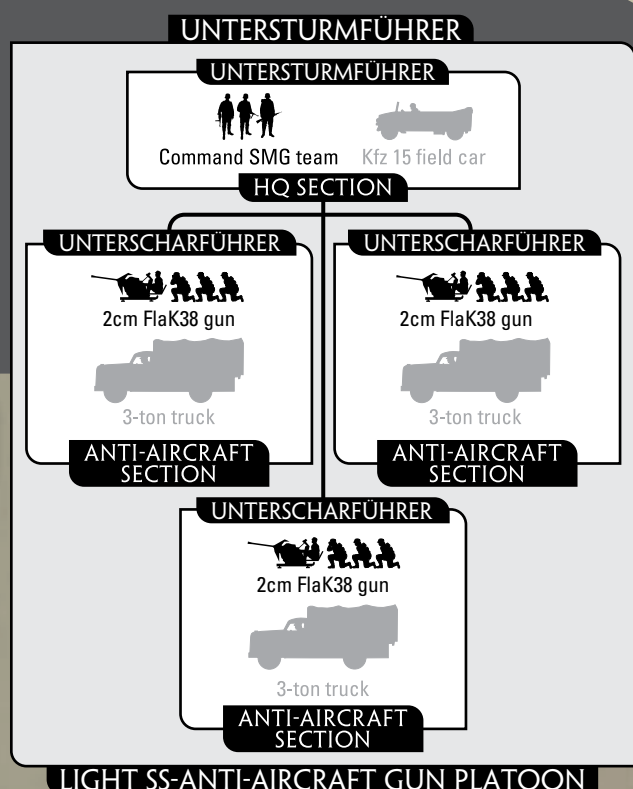 UNTERSTURMFÜHRER
UNTERSTURMFÜHRER
Command SMG team
Kfz 15 field car
HQ SECTION
UNTERSCHARFÜHRER
2cm FlaK38 gun
3-ton truck
ANTI-AIRCRAFT
SECTION
UNTERSCHARFÜHRER
2cm FlaK38 gun
3-ton truck
ANTI-AIRCRAFT
SECTION
UNTERSCHARFÜHRER
2cm FlaK38 gun
3-ton truck
ANTI-AIRCRAFT
SECTION
LIGHT SS-ANTI-AIRCRAFT GUN PLATOON